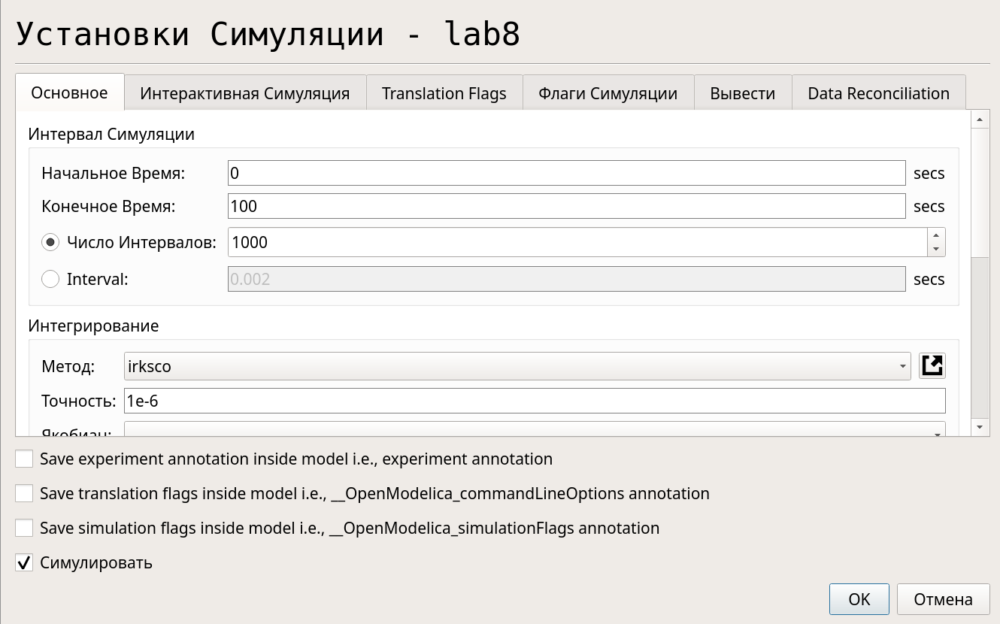 Установки Симуляции - lab8
Основное Интерактивная Симуляция Translation Flags Флаги Симуляции Вывести Data Reconciliation
Интервал Симуляции
Начальное Время: 0 secs
Конечное Время: 100 secs
Число Интервалов: 1000
Interval: 0.002 secs
Интегрирование
Метод: irksco
Точность: 1e-6
Якобиан:
Save experiment annotation inside model i.e., experiment annotation
Save translation flags inside model i.e., __OpenModelica_commandLineOptions annotation
Save simulation flags inside model i.e., __OpenModelica_simulationFlags annotation
Симулировать
OK Отмена